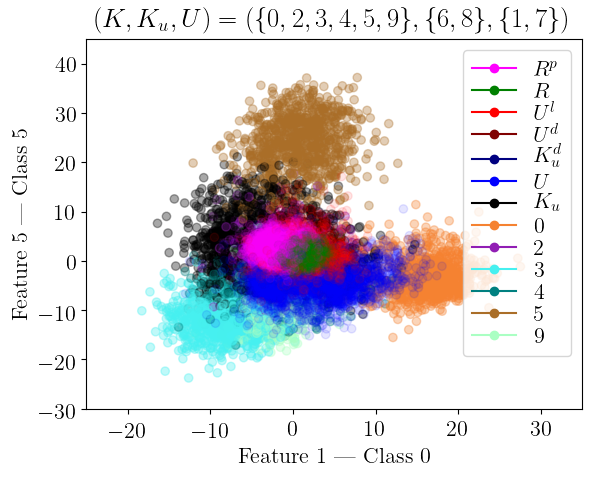 (K, K_u, U) = ({0, 2, 3, 4, 5, 9}, {6, 8}, {1, 7})
Feature 5 — Class 5
40
30
20
10
0
−10
−20
−30
R^p
R
U^l
U^d
K_u^d
U
K_u
0
2
3
4
5
9
−20 −10 0 10 20 30
Feature 1 — Class 0